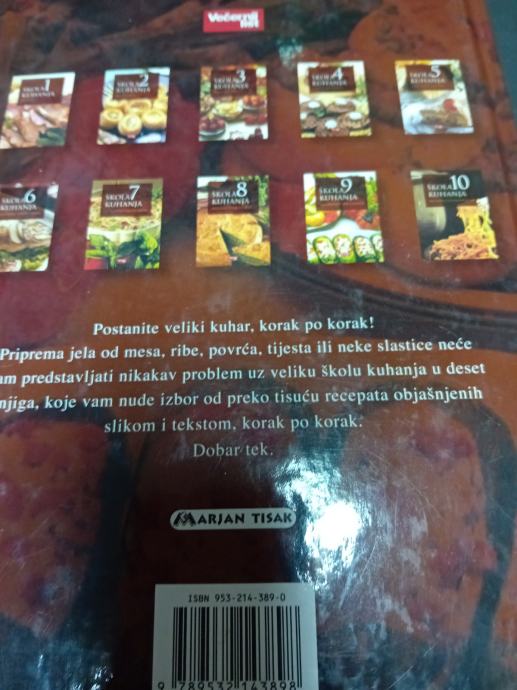 Večernji
list
1
ŠKOLA
KUHANJA
2
ŠKOLA
KUHANJA
3
ŠKOLA
KUHANJA
4
ŠKOLA
KUHANJA
5
ŠKOLA
KUHANJA
6
ŠKOLA
KUHANJA
7
ŠKOLA
KUHANJA
8
ŠKOLA
KUHANJA
9
ŠKOLA
KUHANJA
10
ŠKOLA
KUHANJA
Postanite veliki kuhar, korak po korak!
Priprema jela od mesa, ribe, povrća, tijesta ili neke slastice neće
am predstavljati nikakav problem uz veliku školu kuhanja u deset
njiga, koje vam nude izbor od preko tisuću recepata objašnjenih
slikom i tekstom, korak po korak.
Dobar tek.
MARJAN TISAK
ISBN 953-214-389-0
9 789532 143898